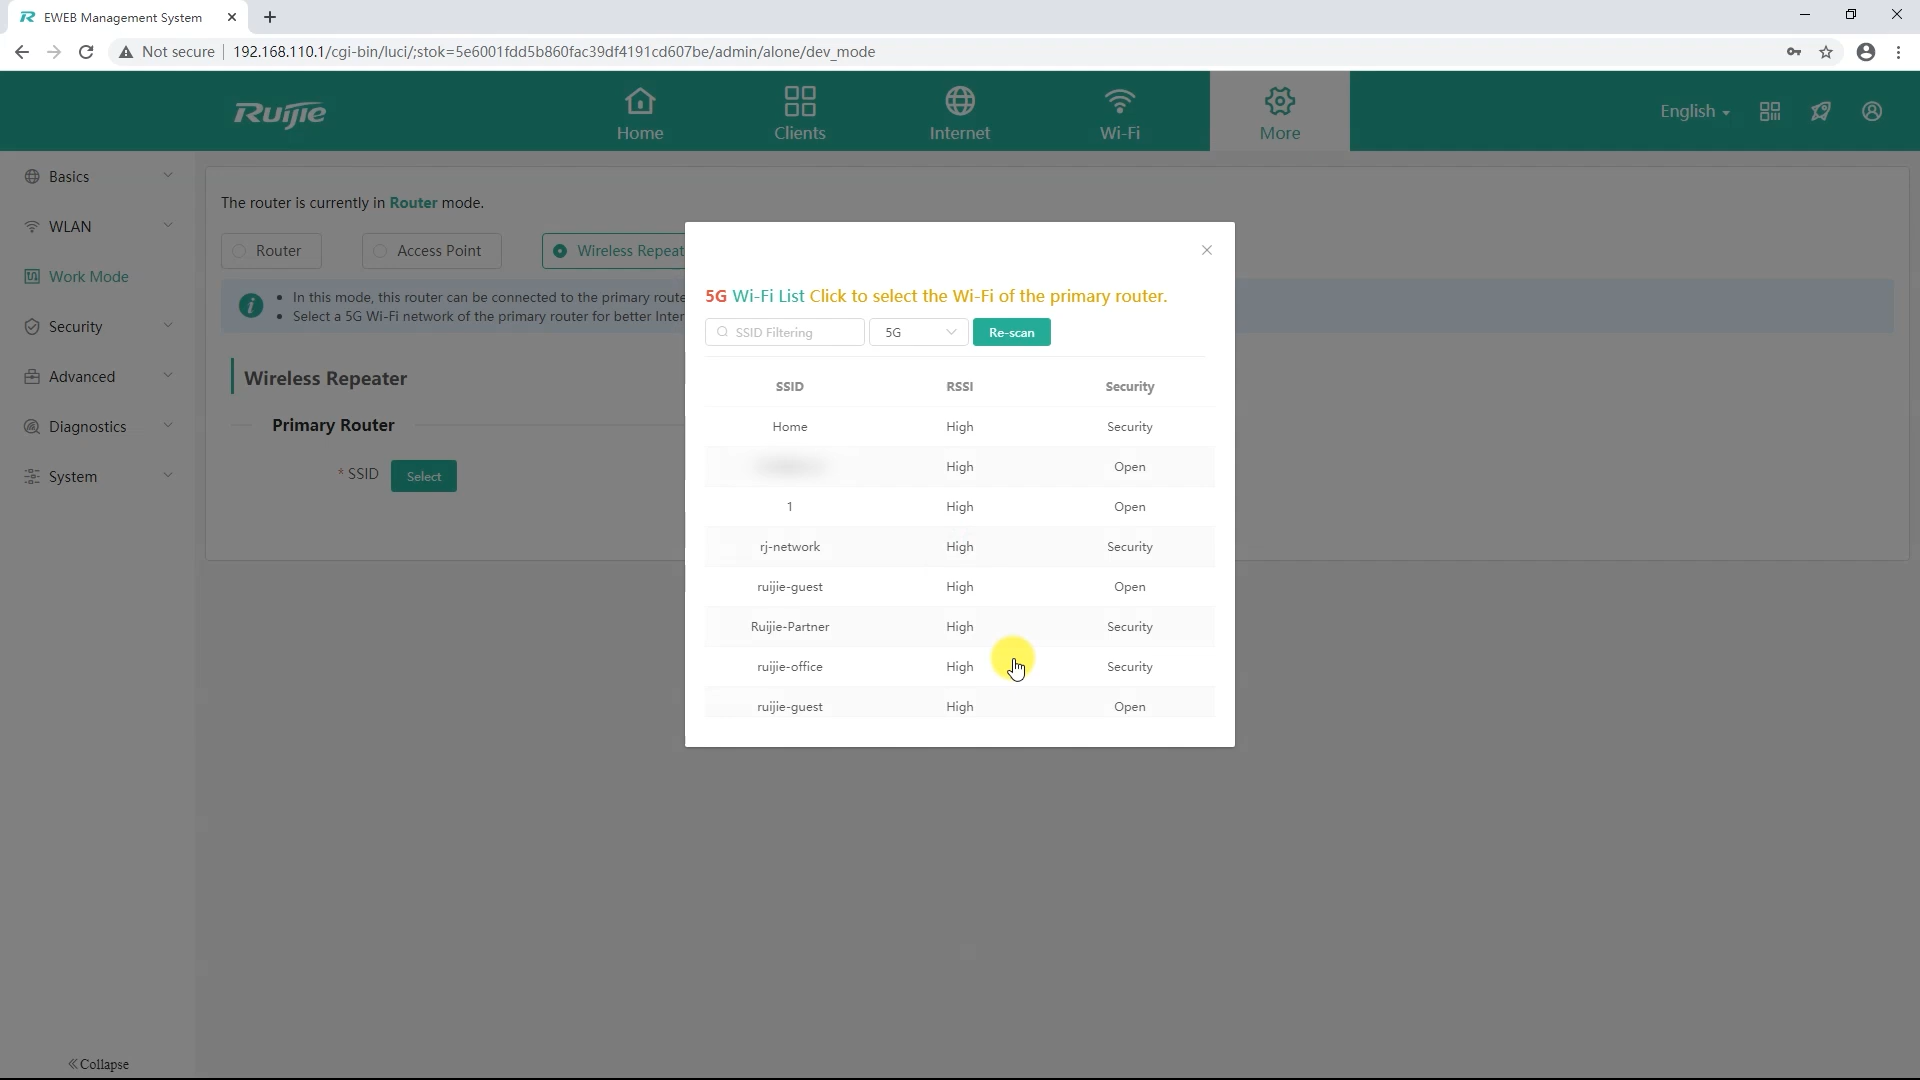 EWEB Management System
Not secure 192.168.110.1/cgi-bin/luci/;stok=5e6001fdd5b860fac39df4191cd607be/admin/alone/dev_mode
Ruijie
Home
Clients
Internet
Wi-Fi
More
English
Basics
WLAN
Work Mode
Security
Advanced
Diagnostics
System
«Collapse
The router is currently in Router mode.
Router
Access Point
Wireless Repeat
• In this mode, this router can be connected to the primary route
• Select a 5G Wi-Fi network of the primary router for better Inter
Wireless Repeater
Primary Router
* SSID Select
5G Wi-Fi List Click to select the Wi-Fi of the primary router.
SSID Filtering 5G Re-scan
SSID RSSI Security
Home High Security
High Open
1 High Open
rj-network High Security
ruijie-guest High Open
Ruijie-Partner High Security
ruijie-office High Security
ruijie-guest High Open